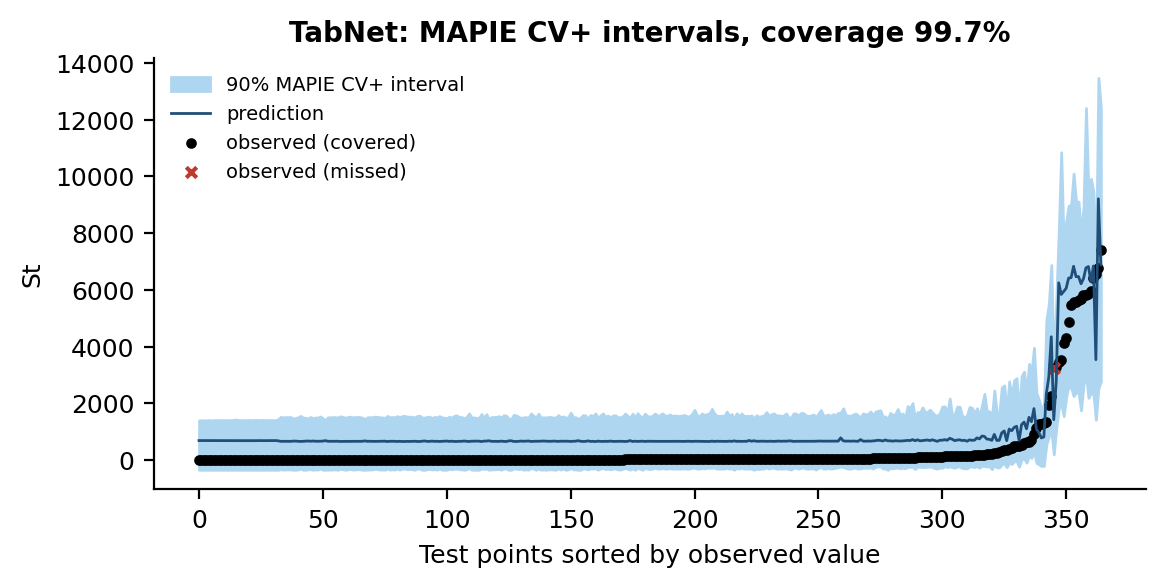 TabNet: MAPIE CV+ intervals, coverage 99.7%
14000
12000
10000
8000
6000
4000
2000
0
St
90% MAPIE CV+ interval
prediction
observed (covered)
observed (missed)
0 50 100 150 200 250 300 350
Test points sorted by observed value